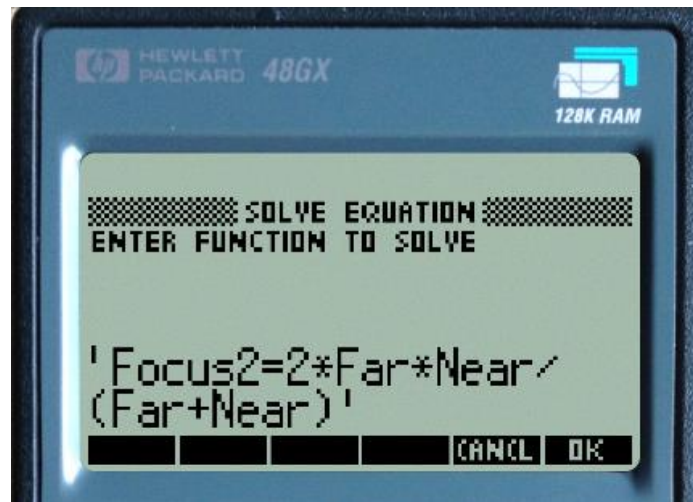 hp HEWLETT
PACKARD 48GX
128K RAM
SOLVE EQUATION
ENTER FUNCTION TO SOLVE
'Focus2=2*Far*Near/
(Far+Near)'
CANCL OK